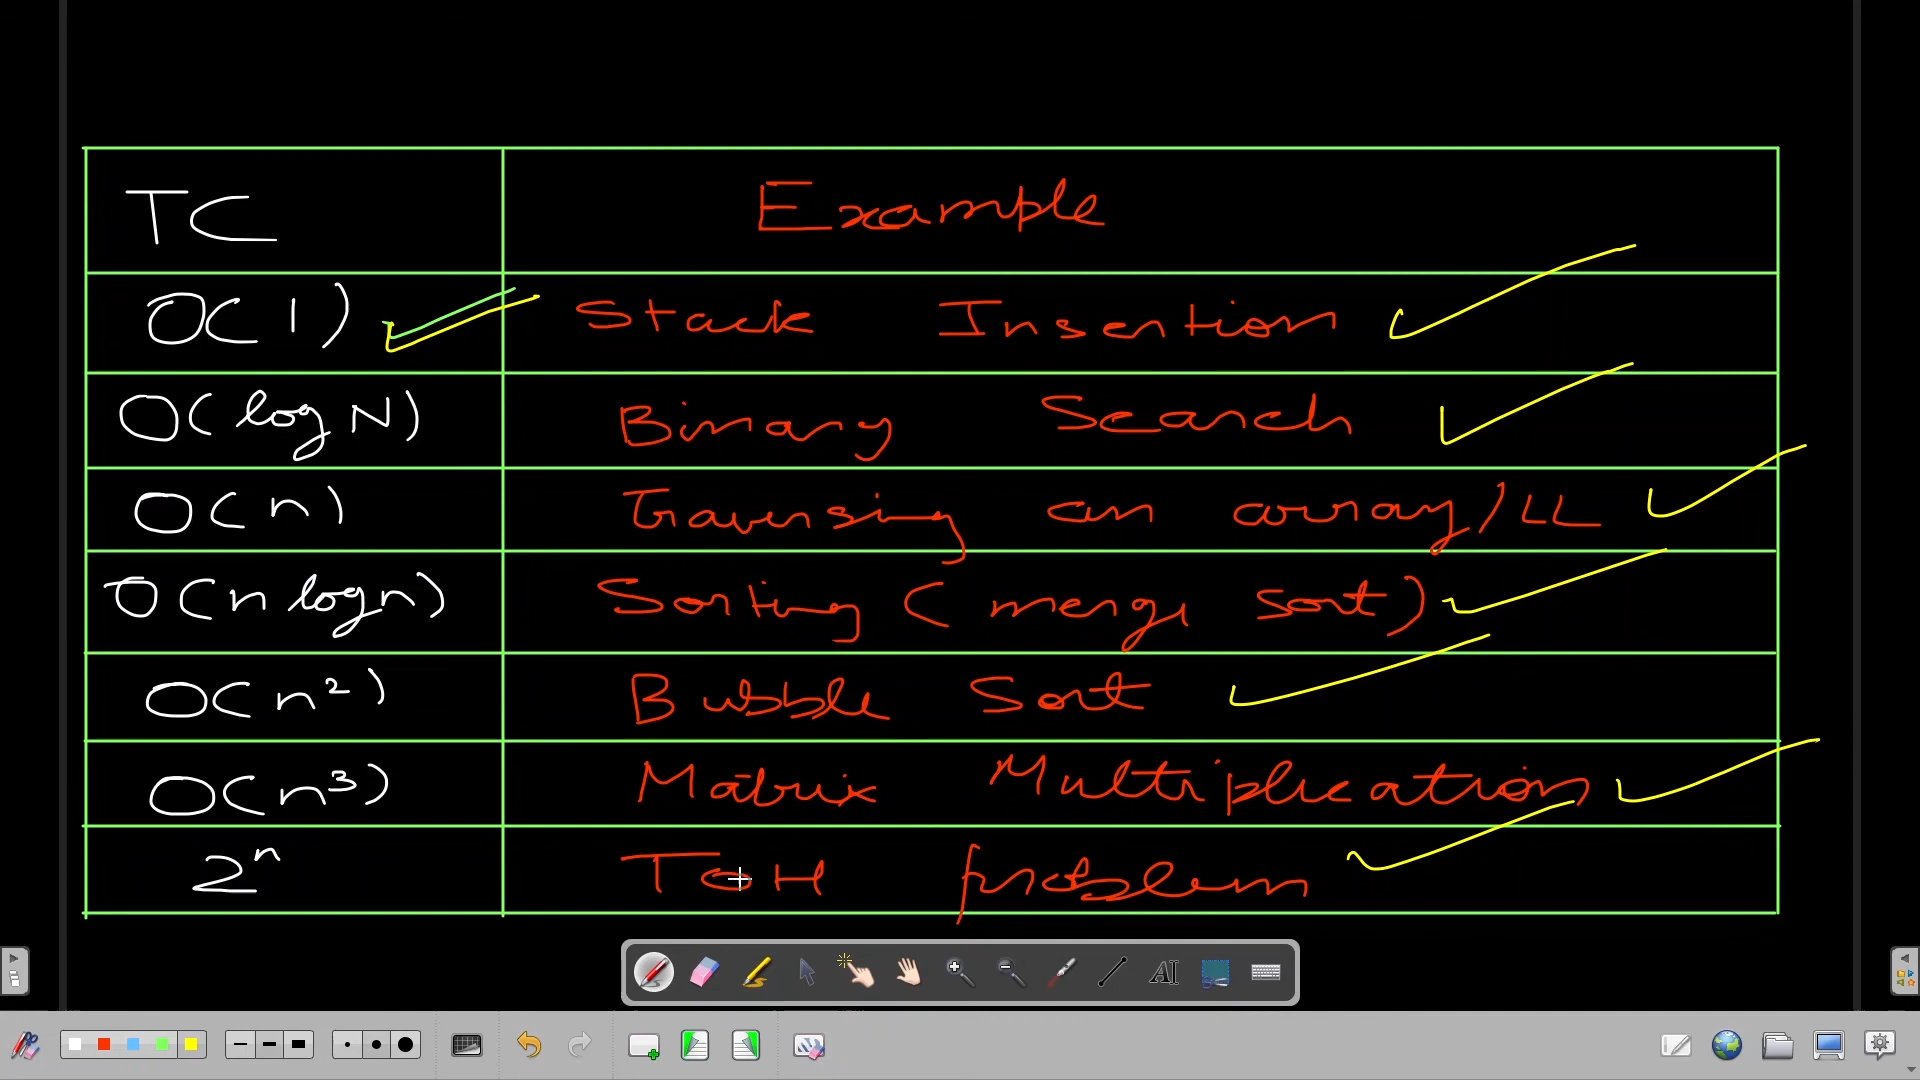 TC Example
O(1) Stack Insertion
O(log N) Binary Search
O(n) Traversing an array/LL
O(n logn) Sorting (merge sort)
O(n²) Bubble Sort
O(n³) Matrix Multiplication
2ⁿ TOH problem
AI